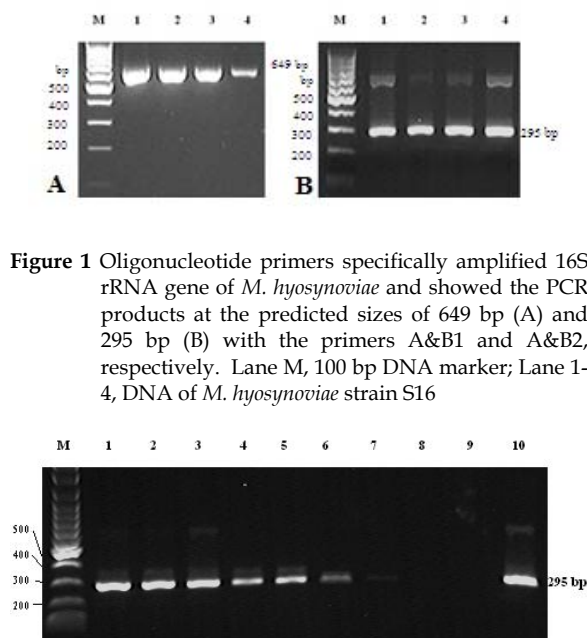 M 1 2 3 4
649 bp
bp
500
400
300
200
A
M 1 2 3 4
bp
500
400
300
200
295 bp
B
Figure 1 Oligonucleotide primers specifically amplified 16S
rRNA gene of M. hyosynoviae and showed the PCR
products at the predicted sizes of 649 bp (A) and
295 bp (B) with the primers A&B1 and A&B2,
respectively. Lane M, 100 bp DNA marker; Lane 1-
4, DNA of M. hyosynoviae strain S16
M 1 2 3 4 5 6 7 8 9 10
500
400
300
200
295 bp